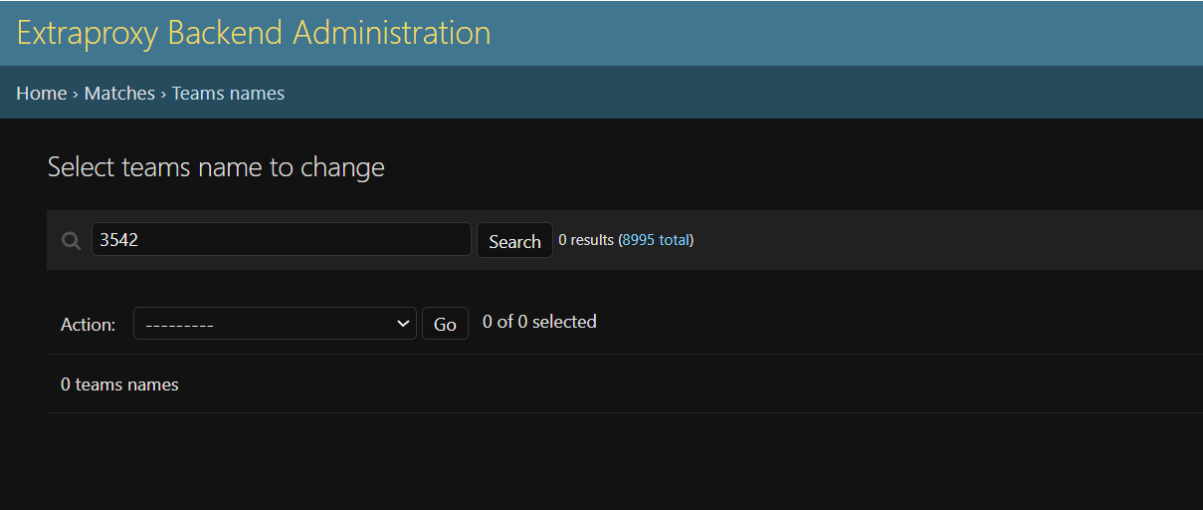 Extraproxy Backend Administration
Home › Matches › Teams names
Select teams name to change
3542 Search 0 results (8995 total)
Action: --------- Go 0 of 0 selected
0 teams names